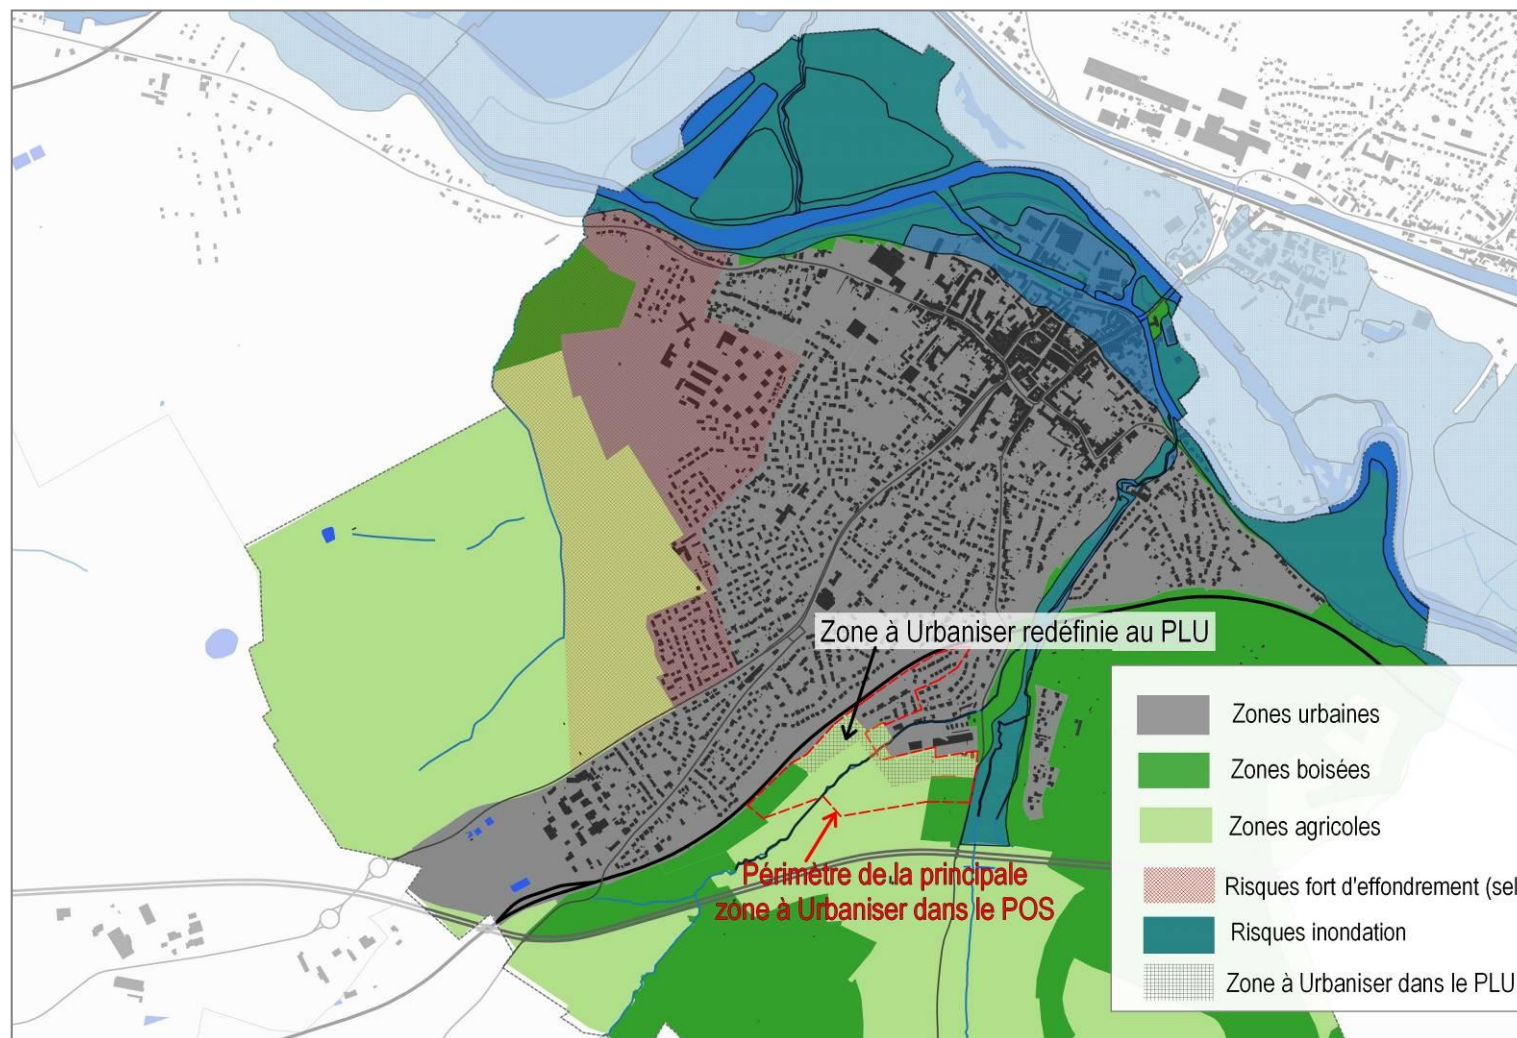 Zone à Urbaniser redéfinie au PLU
Périmètre de la principale
zone à Urbaniser dans le POS
Zones urbaines
Zones boisées
Zones agricoles
Risques fort d'effondrement (sel
Risques inondation
Zone à Urbaniser dans le PLU